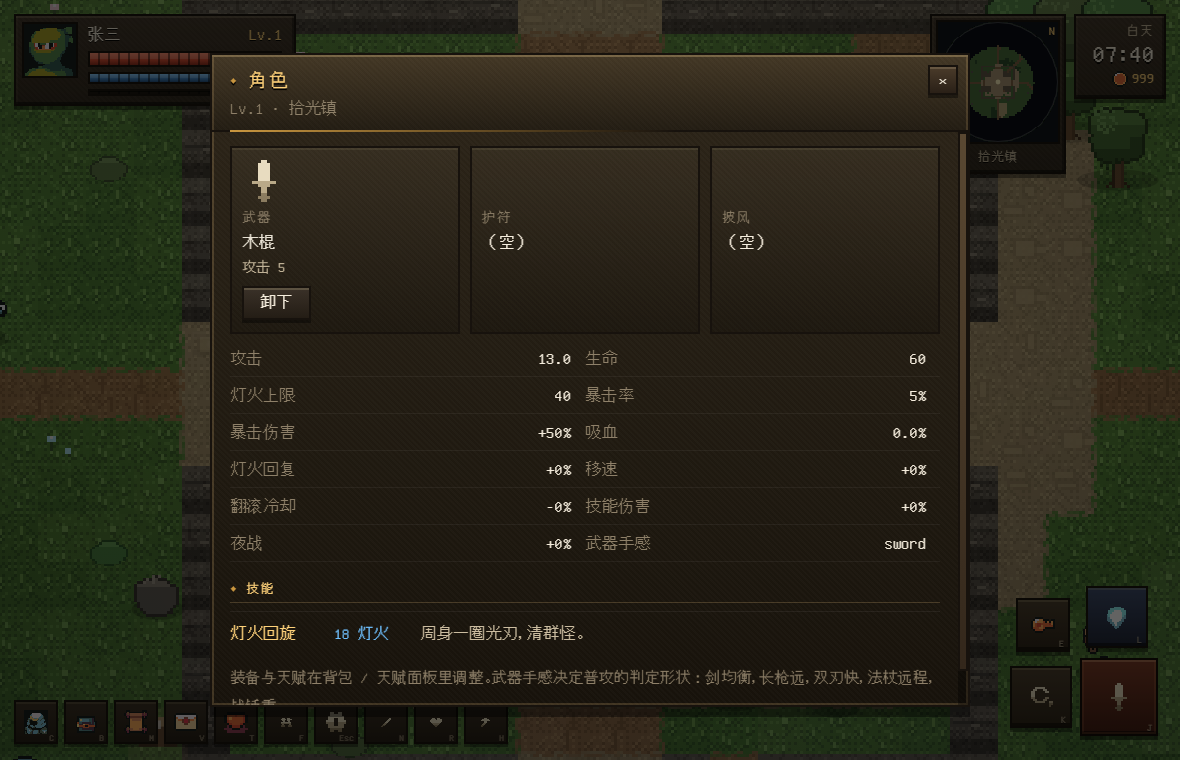 张三 Lv.1
N
白天
07:40
999
拾光镇
角色
×
Lv.1 · 拾光镇
武器
木棍
攻击 5
卸下
护符
(空)
披风
(空)
攻击 13.0 生命 60
灯火上限 40 暴击率 5%
暴击伤害 +50% 吸血 0.0%
灯火回复 +0% 移速 +0%
翻滚冷却 -0% 技能伤害 +0%
夜战 +0% 武器手感 sword
技能
灯火回旋 18 灯火 周身一圈光刃,清群怪。
装备与天赋在背包 / 天赋面板里调整。武器手感决定普攻的判定形状:剑均衡,长枪远,双刃快,法杖远程,
E L
K J
C B M V T F Esc N R H